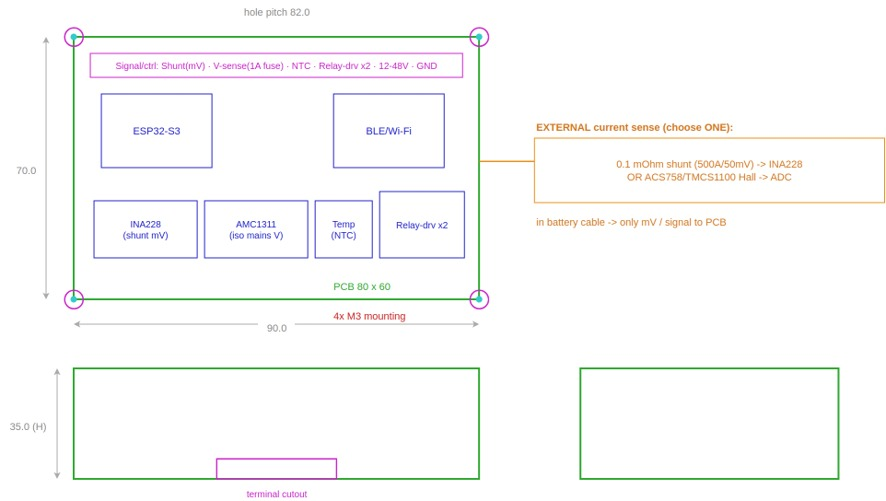 hole pitch 82.0
Signal/ctrl: Shunt(mV) · V-sense(1A fuse) · NTC · Relay-drv x2 · 12-48V · GND
ESP32-S3
BLE/Wi-Fi
EXTERNAL current sense (choose ONE):
0.1 mOhm shunt (500A/50mV) -> INA228
OR ACS758/TMCS1100 Hall -> ADC
70.0
INA228
(shunt mV)
AMC1311
(iso mains V)
Temp
(NTC)
Relay-drv x2
in battery cable -> only mV / signal to PCB
PCB 80 x 60
4x M3 mounting
90.0
35.0 (H)
terminal cutout